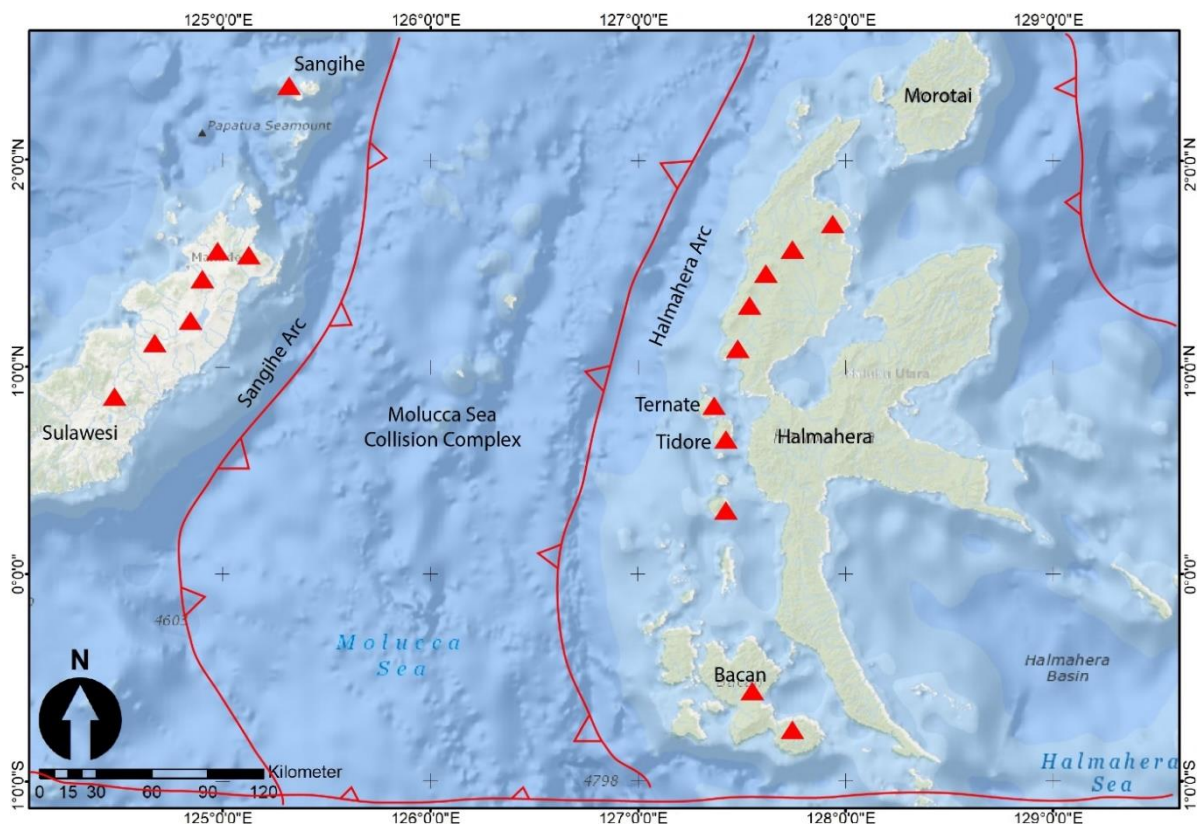 125°0'0"E
126°0'0"E
127°0'0"E
128°0'0"E
129°0'0"E
Sangihe
Papatua Seamount
Morotai
2°0'0"N
2°0'0"N
Halmahera Arc
1°0'0"N
1°0'0"N
Sangihe Arc
Molucca Sea
Collision Complex
Sulawesi
Ternate
Tidore
Halmahera
Maluku Utara
0°0'0"
0°0'0"
4603
Molucca
Sea
N
Bacan
Halmahera
Basin
Halmahera
Sea
4798
Kilometer
0 15 30 60 90 120
1°0'0"S
1°0'0"S
125°0'0"E
126°0'0"E
127°0'0"E
128°0'0"E
129°0'0"E